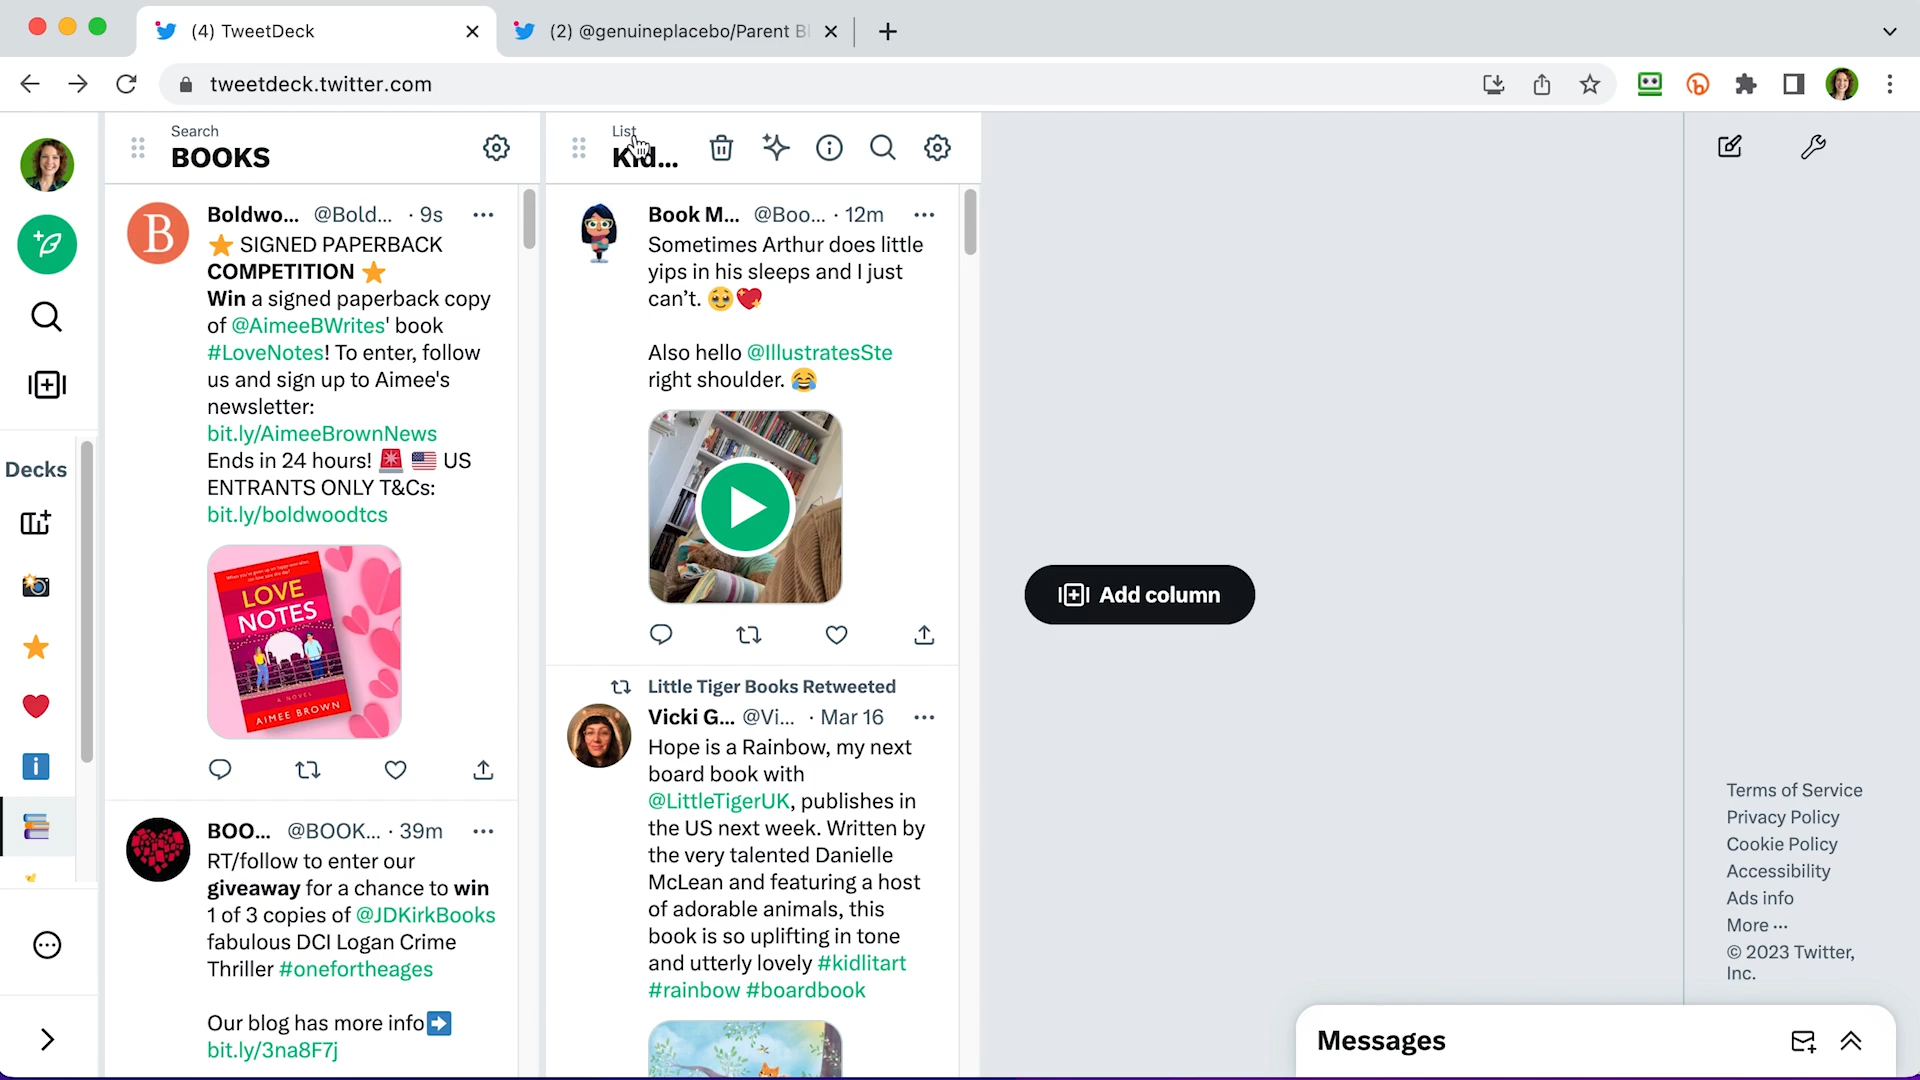 (4) TweetDeck
(2) @genuineplacebo/Parent Bl
tweetdeck.twitter.com
Search
BOOKS
List
Kid...
Decks
Boldwo... @Bold... · 9s
⭐ SIGNED PAPERBACK
COMPETITION ⭐
Win a signed paperback copy
of @AimeeBWrites' book
#LoveNotes! To enter, follow
us and sign up to Aimee's
newsletter:
bit.ly/AimeeBrownNews
Ends in 24 hours! 🚨 🇺🇸 US
ENTRANTS ONLY T&Cs:
bit.ly/boldwoodtcs
LOVE
NOTES
A NOVEL
AIMEE BROWN
BOO... @BOOK... · 39m
RT/follow to enter our
giveaway for a chance to win
1 of 3 copies of @JDKirkBooks
fabulous DCI Logan Crime
Thriller #onefortheages
Our blog has more info➡️
bit.ly/3na8F7j
Book M... @Boo... · 12m
Sometimes Arthur does little
yips in his sleeps and I just
can't. 🥹💖
Also hello @IllustratesSte
right shoulder. 😂
Little Tiger Books Retweeted
Vicki G... @Vi... · Mar 16
Hope is a Rainbow, my next
board book with
@LittleTigerUK, publishes in
the US next week. Written by
the very talented Danielle
McLean and featuring a host
of adorable animals, this
book is so uplifting in tone
and utterly lovely #kidlitart
#rainbow #boardbook
Add column
Terms of Service
Privacy Policy
Cookie Policy
Accessibility
Ads info
More ...
© 2023 Twitter,
Inc.
Messages